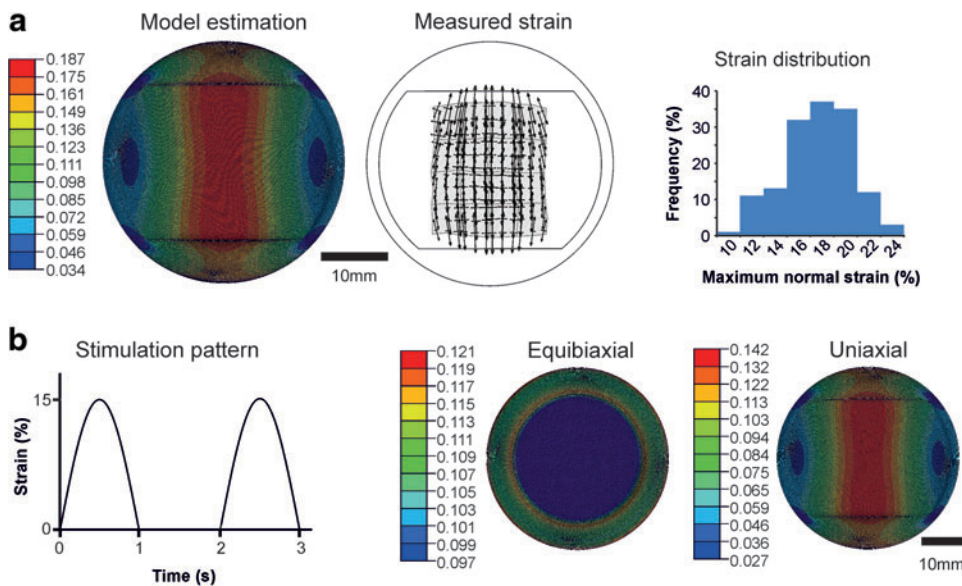 a
Model estimation
0.187
0.175
0.161
0.149
0.136
0.123
0.111
0.098
0.085
0.072
0.059
0.046
0.034
10mm
Measured strain
Strain distribution
Frequency (%)
40
30
20
10
0
10 12 14 16 18 20 22 24
Maximum normal strain (%)
b
Stimulation pattern
Strain (%)
15
0
0 1 2 3
Time (s)
Equibiaxial
0.121
0.119
0.117
0.115
0.113
0.111
0.109
0.107
0.105
0.103
0.101
0.099
0.097
Uniaxial
0.142
0.132
0.122
0.113
0.103
0.094
0.084
0.075
0.065
0.059
0.046
0.036
0.027
10mm